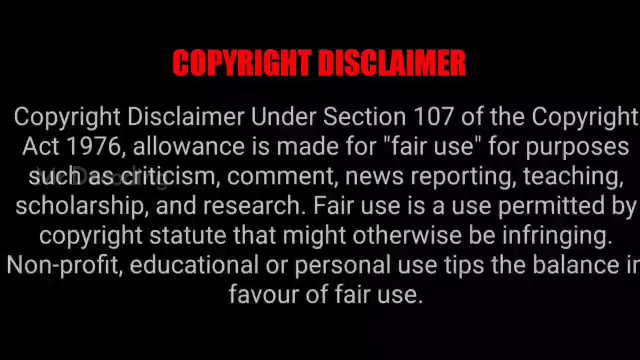 COPYRIGHT DISCLAIMER
Copyright Disclaimer Under Section 107 of the Copyright
Act 1976, allowance is made for "fair use" for purposes
such as criticism, comment, news reporting, teaching,
scholarship, and research. Fair use is a use permitted by
copyright statute that might otherwise be infringing.
Non-profit, educational or personal use tips the balance in
favour of fair use.